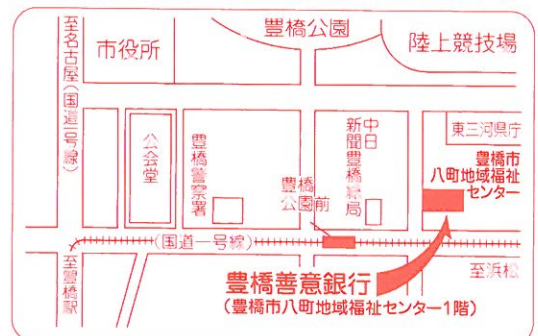 至名古屋(国道一号線)
市役所
豊橋公園
陸上競技場
公会堂
豊橋警察署
中日
新聞豊橋総局
東三河県庁
豊橋市
八町地域福祉
センター
豊橋
公園前
(国道一号線)
至豊橋駅
至浜松
豊橋善意銀行
(豊橋市八町地域福祉センター1階)